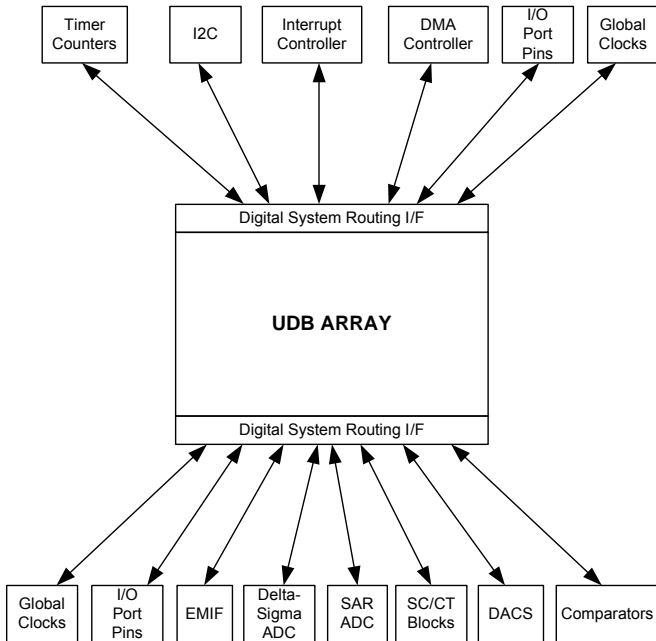 Timer
Counters
I2C
Interrupt
Controller
DMA
Controller
I/O
Port
Pins
Global
Clocks
Digital System Routing I/F
UDB ARRAY
Digital System Routing I/F
Global
Clocks
I/O
Port
Pins
EMIF
Delta-
Sigma
ADC
SAR
ADC
SC/CT
Blocks
DACS
Comparators